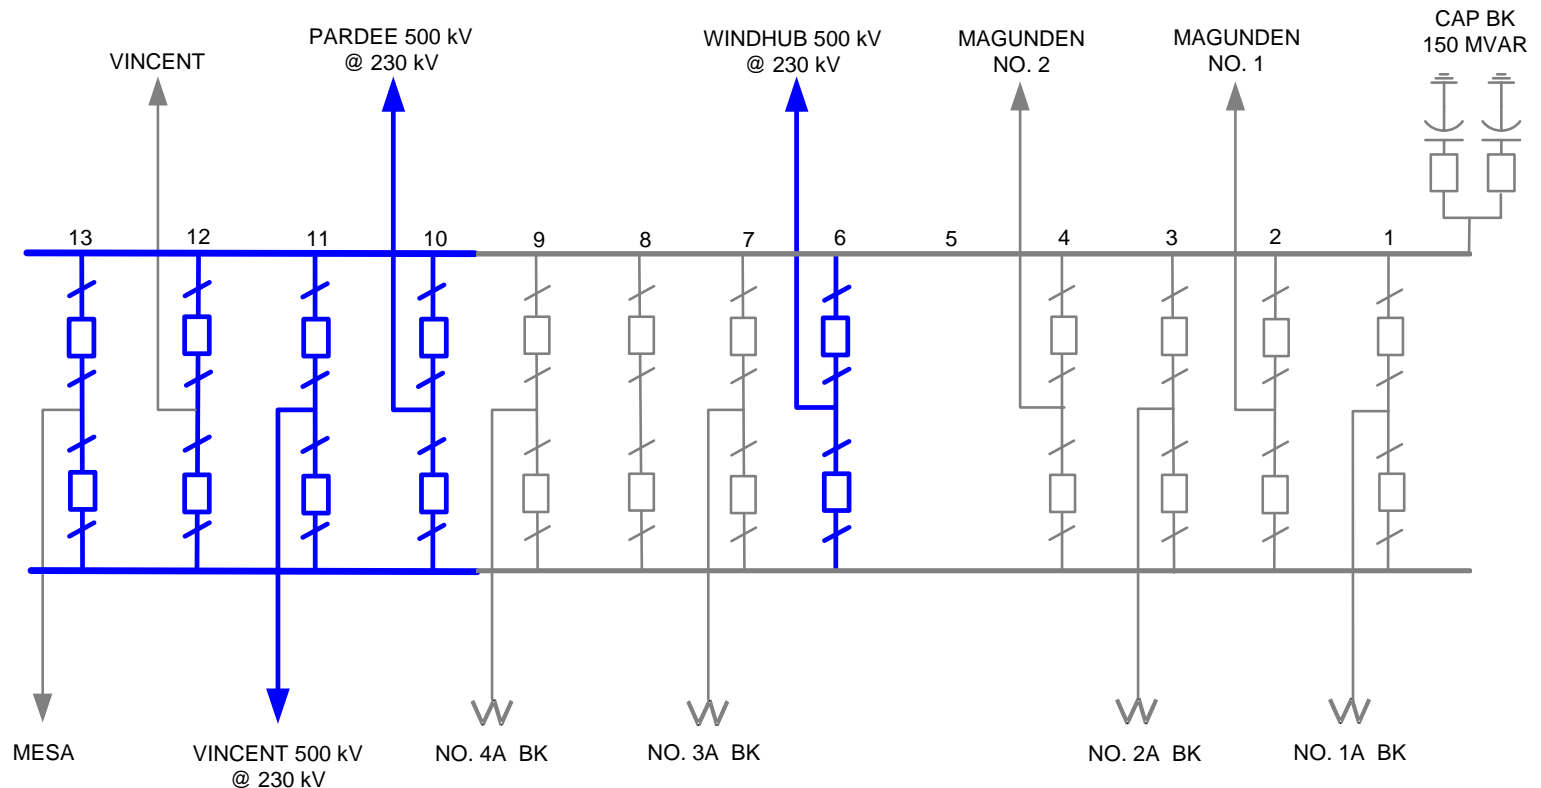 CAP BK
150 MVAR
PARDEE 500 kV
@ 230 kV
WINDHUB 500 kV
@ 230 kV
MAGUNDEN
NO. 2
MAGUNDEN
NO. 1
VINCENT
13 12 11 10 9 8 7 6 5 4 3 2 1
MESA
VINCENT 500 kV
@ 230 kV
NO. 4A BK
NO. 3A BK
NO. 2A BK
NO. 1A BK